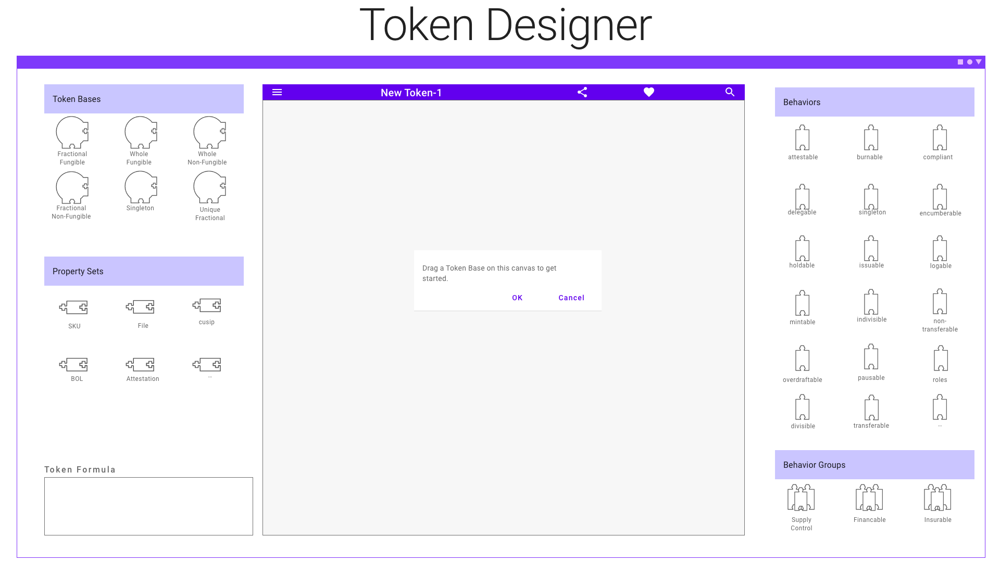 Token Designer
Token Bases
Fractional
Fungible
Whole
Fungible
Whole
Non-Fungible
Fractional
Non-Fungible
Singleton
Unique
Fractional
Property Sets
SKU
File
cusip
BOL
Attestation
...
Token Formula
New Token-1
Drag a Token Base on this canvas to get
started.
OK
Cancel
Behaviors
attestable
burnable
compliant
delegable
singleton
encumberable
holdable
issuable
logable
mintable
indivisible
non-
transferable
overdraftable
pausable
roles
divisible
transferable
...
Behavior Groups
Supply
Control
Financable
Insurable